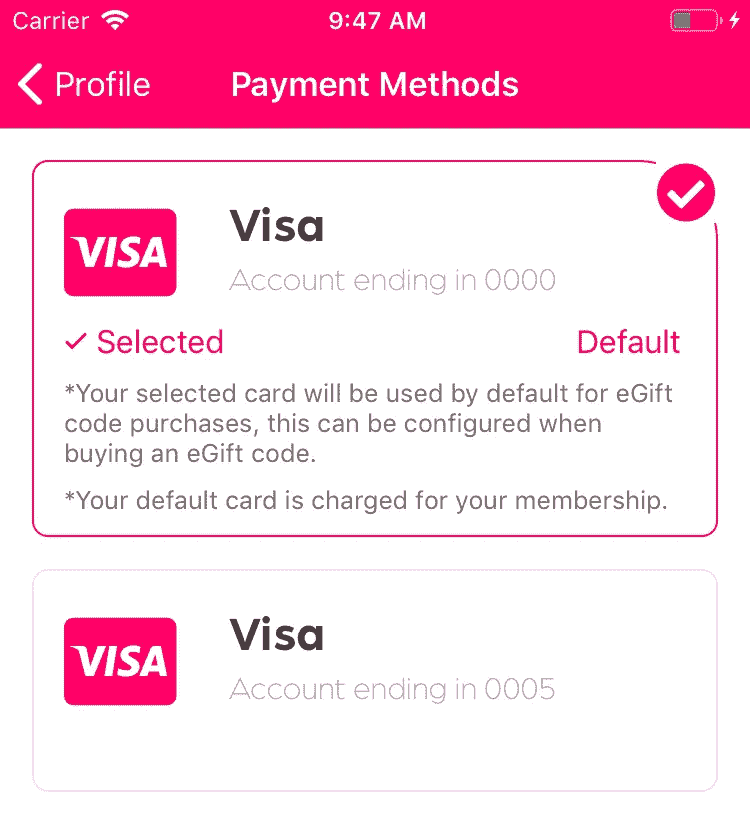 Carrier 9:47 AM
Profile Payment Methods
Visa
VISA
Account ending in 0000
Selected Default
*Your selected card will be used by default for eGift
code purchases, this can be configured when
buying an eGift code.
*Your default card is charged for your membership.
Visa
VISA
Account ending in 0005